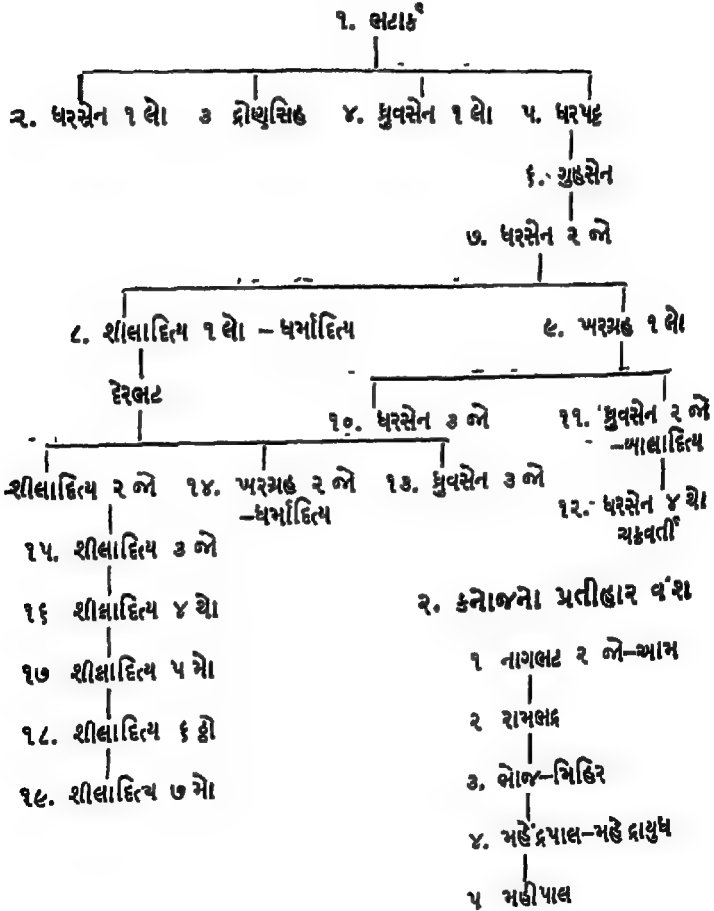 ૧. ભટાર્ક
૨. ધરસેન ૧ લો ૩ દ્રોણસિંહ ૪. ધ્રુવસેન ૧ લો ૫. ધરપટ્ટ
૬. ગુહસેન
૭. ધરસેન ૨ જો
૮. શીલાદિત્ય ૧ લો – ધર્માદિત્ય ૯. ખરગ્રહ ૧ લો
દેરભટ
૧૦. ધરસેન ૩ જો ૧૧. ધ્રુવસેન ૨ જો
–બાલાદિત્ય
શીલાદિત્ય ૨ જો ૧૪. ખરગ્રહ ૨ જો ૧૩. ધ્રુવસેન ૩ જો
–ધર્માદિત્ય
૧૨. ધરસેન ૪ થો
ચક્રવર્તી
૧૫. શીલાદિત્ય ૩ જો
૧૬ શીલાદિત્ય ૪ થો
૧૭ શીલાદિત્ય ૫ મો
૧૮. શીલાદિત્ય ૬ ઠ્ઠો
૧૯. શીલાદિત્ય ૭ મો
૨. કનોજનો પ્રતીહાર વંશ
૧ નાગભટ ૨ જો–આમ
૨ રામભદ્ર
૩. ભોજ–મિહિર
૪. મહેંદ્રપાલ–મહેંદ્રાયુધ
૫ મહીપાલ